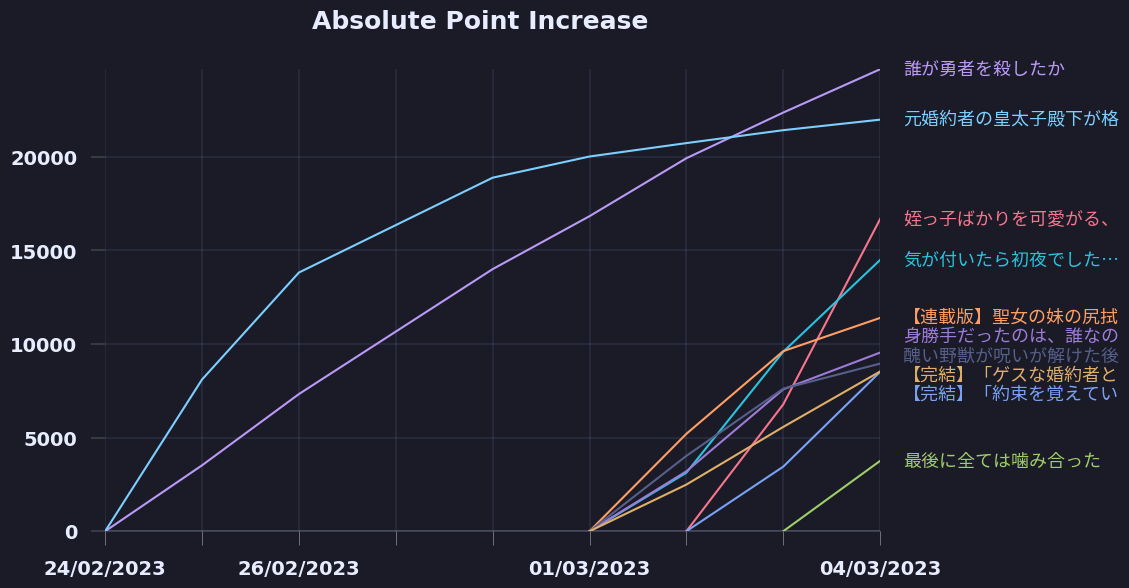 Absolute Point Increase
誰が勇者を殺したか
元婚約者の皇太子殿下が格
20000
姪っ子ばかりを可愛がる、
15000
気が付いたら初夜でした…
【連載版】聖女の妹の尻拭
身勝手だったのは、誰なの
10000
醜い野獣が呪いが解けた後
【完結】「ゲスな婚約者と
【完結】「約束を覚えてい
5000
最後に全ては噛み合った
0
24/02/2023 26/02/2023 01/03/2023 04/03/2023